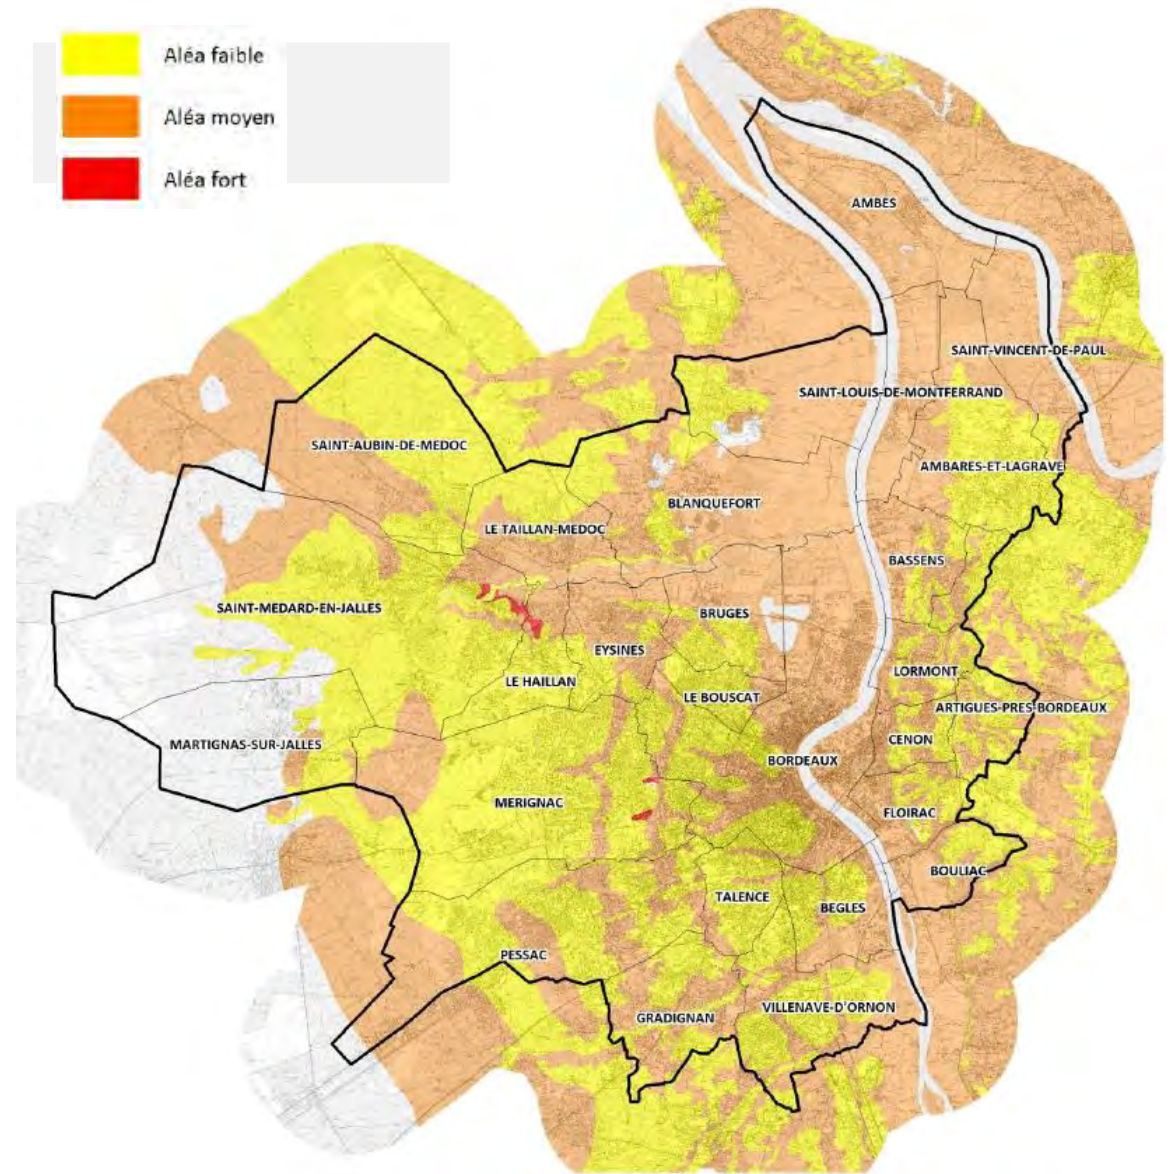 Aléa faible
Aléa moyen
Aléa fort
AMBES
SAINT-VINCENT-DE-PAUL
SAINT-LOUIS-DE-MONTFERRAND
SAINT-AUBIN-DE-MEDOC
AMBARES-ET-LAGRAVE
BLANQUEFORT
LE TAILLAN-MEDOC
BASSENS
SAINT-MEDARD-EN-JALLES
BRUGES
EYSINES
LORMONT
LE HAILLAN
LE BOUSCAT
ARTIGUES-PRES-BORDEAUX
CENON
MARTIGNAS-SUR-JALLES
BORDEAUX
MERIGNAC
FLOIRAC
BOULIAC
TALENCE
BEGLES
PESSAC
VILLENAVE-D'ORNON
GRADIGNAN